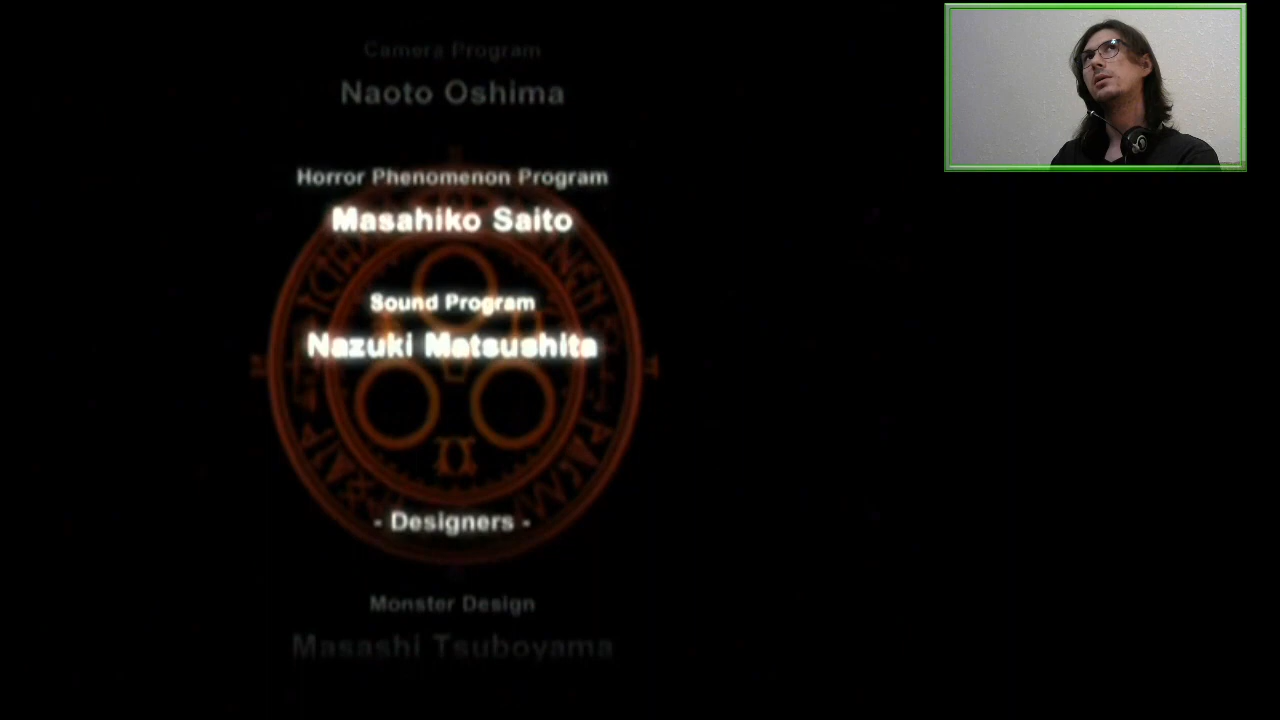 Camera Program
Naoto Oshima
Horror Phenomenon Program
Masahiko Saito
Sound Program
Nazuki Matsushita
- Designers -
Monster Design
Masashi Tsuboyama